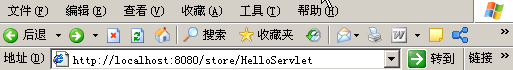 文件(F) 编辑(E) 查看(V) 收藏(A) 工具(T) 帮助(H)
后退 搜索 收藏夹 W
地址(D) http://localhost:8080/store/HelloServlet 转到 链接 »